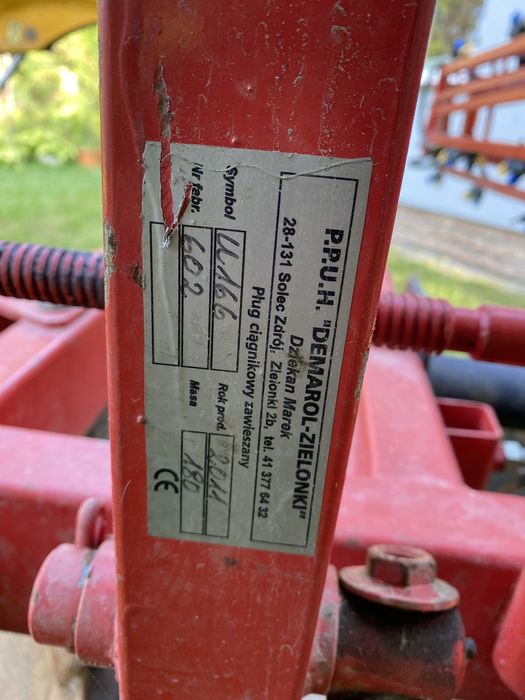 P.P.U.H. "DEMAROL-ZIELONKI"
Dziekan Marek
28-131 Solec Zdrój, Zielonki 2b, tel. 41 377 64 32
Pług ciągnikowy zawieszany
Symbol U166 Rok prod. 2011
Nr fabr. 602 Masa 180
CE